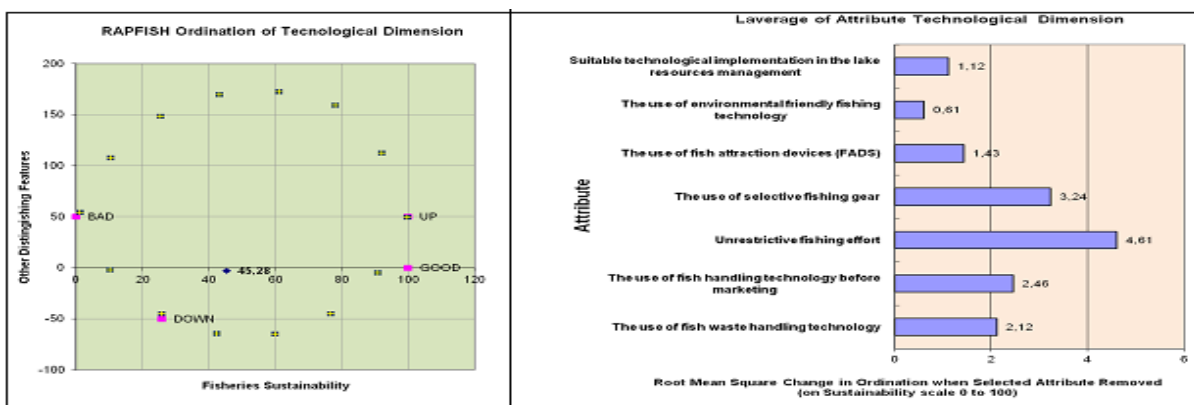 RAPFISH Ordination of Tecnological Dimension
200
150
100
50
0
-50
-100
0
20
40
60
80
100
120
BAD
UP
GOOD
DOWN
45,28
Other Distingishing Features
Fisheries Sustainability
Laverage of Attribute Technological Dimension
Attribute
Suitable technological implementation in the lake
resources management
1,12
The use of environmental friendly fishing
technology
0,61
The use of fish attraction devices (FADS)
1,43
The use of selective fishing gear
3,24
Unrestrictive fishing effort
4,61
The use of fish handling technology before
marketing
2,46
The use of fish waste handling technology
2,12
0
2
4
6
Root Mean Square Change in Ordination when Selected Attribute Removed
(on Sustainability scale 0 to 100)